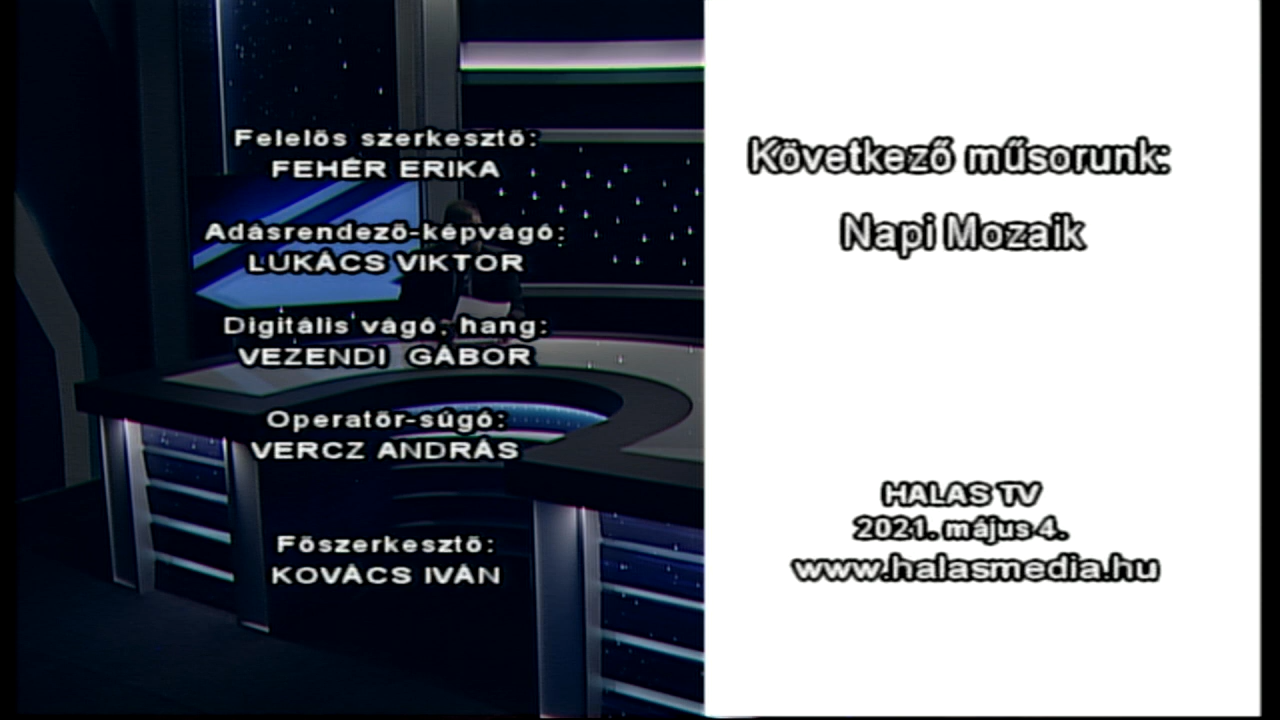 Felelős szerkesztő:
FEHÉR ERIKA
Adásrendező-képvágó:
LUKÁCS VIKTOR
Digitális vágó, hang:
VEZENDI GÁBOR
Operatőr-súgó:
VERCZ ANDRÁS
Főszerkesztő:
KOVÁCS IVÁN
Következő műsorunk:
Napi Mozaik
HALAS TV
2021. május 4.
www.halasmedia.hu